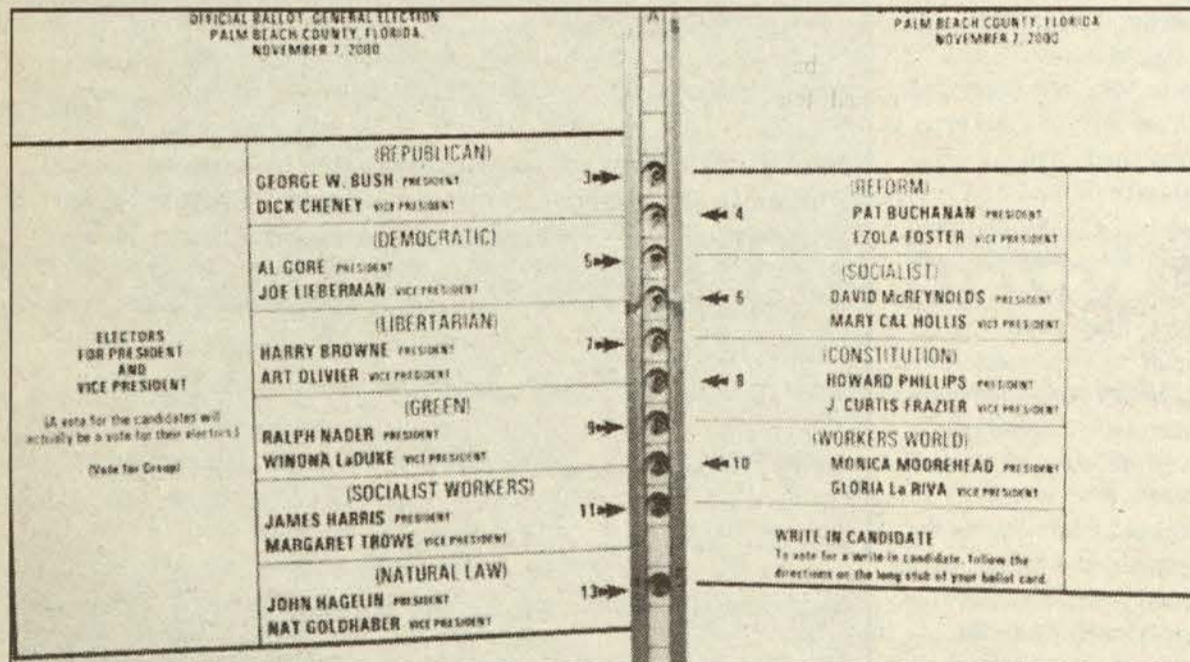 OFFICIAL BALLOT, GENERAL ELECTION
PALM BEACH COUNTY, FLORIDA
NOVEMBER 7, 2000
ELECTORS
FOR PRESIDENT
AND
VICE PRESIDENT
(A vote for the candidates will
actually be a vote for their electors.)
(Vote for Group)
(REPUBLICAN)
GEORGE W. BUSH PRESIDENT
DICK CHENEY VICE PRESIDENT
3
(DEMOCRATIC)
AL GORE PRESIDENT
JOE LIEBERMAN VICE PRESIDENT
5
(LIBERTARIAN)
HARRY BROWNE PRESIDENT
ART OLIVIER VICE PRESIDENT
7
(GREEN)
RALPH NADER PRESIDENT
WINONA LaDUKE VICE PRESIDENT
9
(SOCIALIST WORKERS)
JAMES HARRIS PRESIDENT
MARGARET TROWE VICE PRESIDENT
11
(NATURAL LAW)
JOHN HAGELIN PRESIDENT
NAT GOLDHABER VICE PRESIDENT
13
A
PALM BEACH COUNTY, FLORIDA
NOVEMBER 7, 2000
(REFORM)
4 PAT BUCHANAN PRESIDENT
EZOLA FOSTER VICE PRESIDENT
(SOCIALIST)
6 DAVID McREYNOLDS PRESIDENT
MARY CAL HOLLIS VICE PRESIDENT
(CONSTITUTION)
8 HOWARD PHILLIPS PRESIDENT
J. CURTIS FRAZIER VICE PRESIDENT
(WORKERS WORLD)
10 MONICA MOOREHEAD PRESIDENT
GLORIA La RIVA VICE PRESIDENT
WRITE IN CANDIDATE
To vote for a write-in candidate, follow the
directions on the long stub of your ballot card.